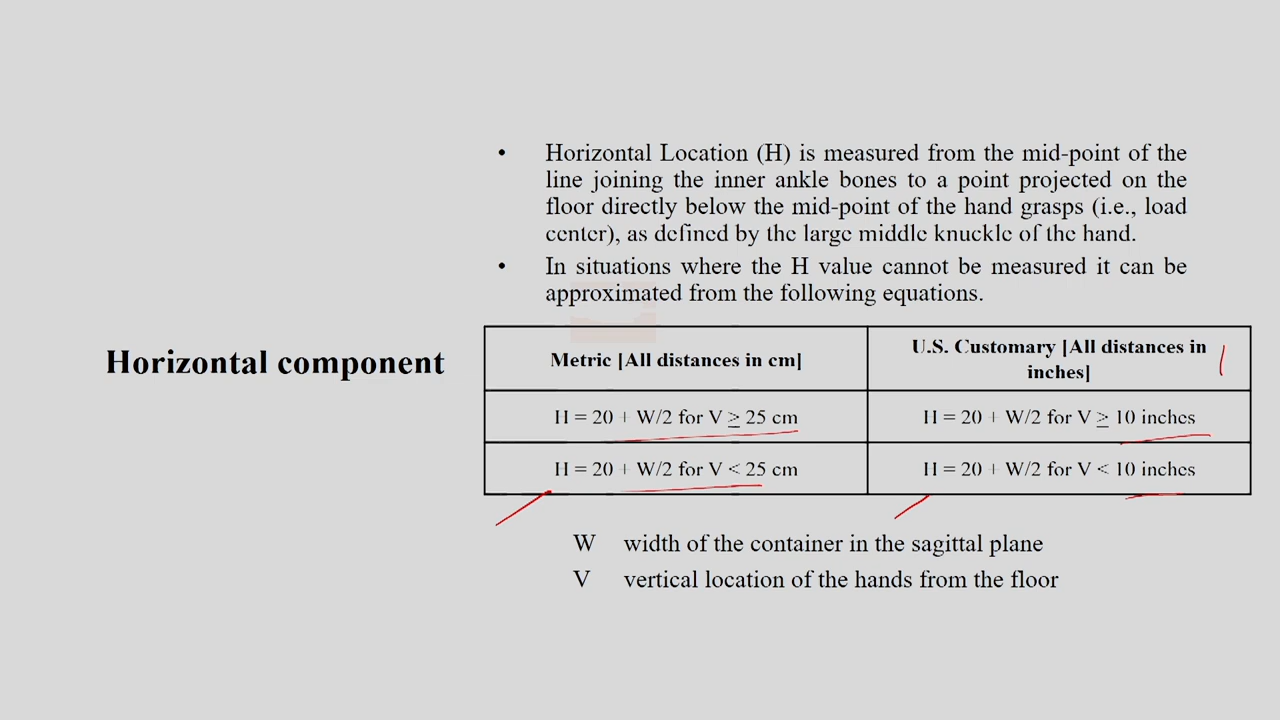 • Horizontal Location (H) is measured from the mid-point of the
line joining the inner ankle bones to a point projected on the
floor directly below the mid-point of the hand grasps (i.e., load
center), as defined by the large middle knuckle of the hand.
• In situations where the H value cannot be measured it can be
approximated from the following equations.
Horizontal component
Metric [All distances in cm]
U.S. Customary [All distances in
inches]
H = 20 + W/2 for V ≥ 25 cm
H = 20 + W/2 for V ≥ 10 inches
H = 20 + W/2 for V < 25 cm
H = 20 + W/2 for V < 10 inches
W width of the container in the sagittal plane
V vertical location of the hands from the floor